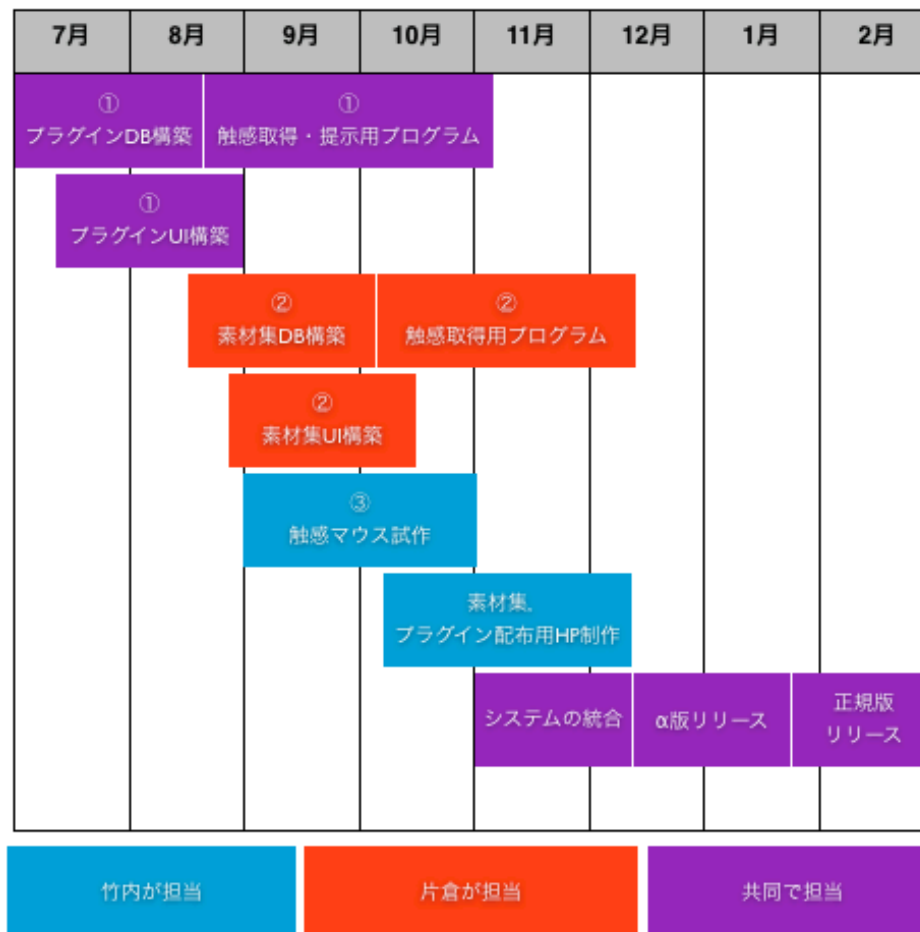 7月 8月 9月 10月 11月 12月 1月 2月
①
プラグインDB構築
①
触感取得・提示用プログラム
①
プラグインUI構築
②
素材集DB構築
②
触感取得用プログラム
②
素材集UI構築
③
触感マウス試作
素材集,
プラグイン配布用HP制作
システムの統合
α版リリース
正規版
リリース
竹内が担当
片倉が担当
共同で担当